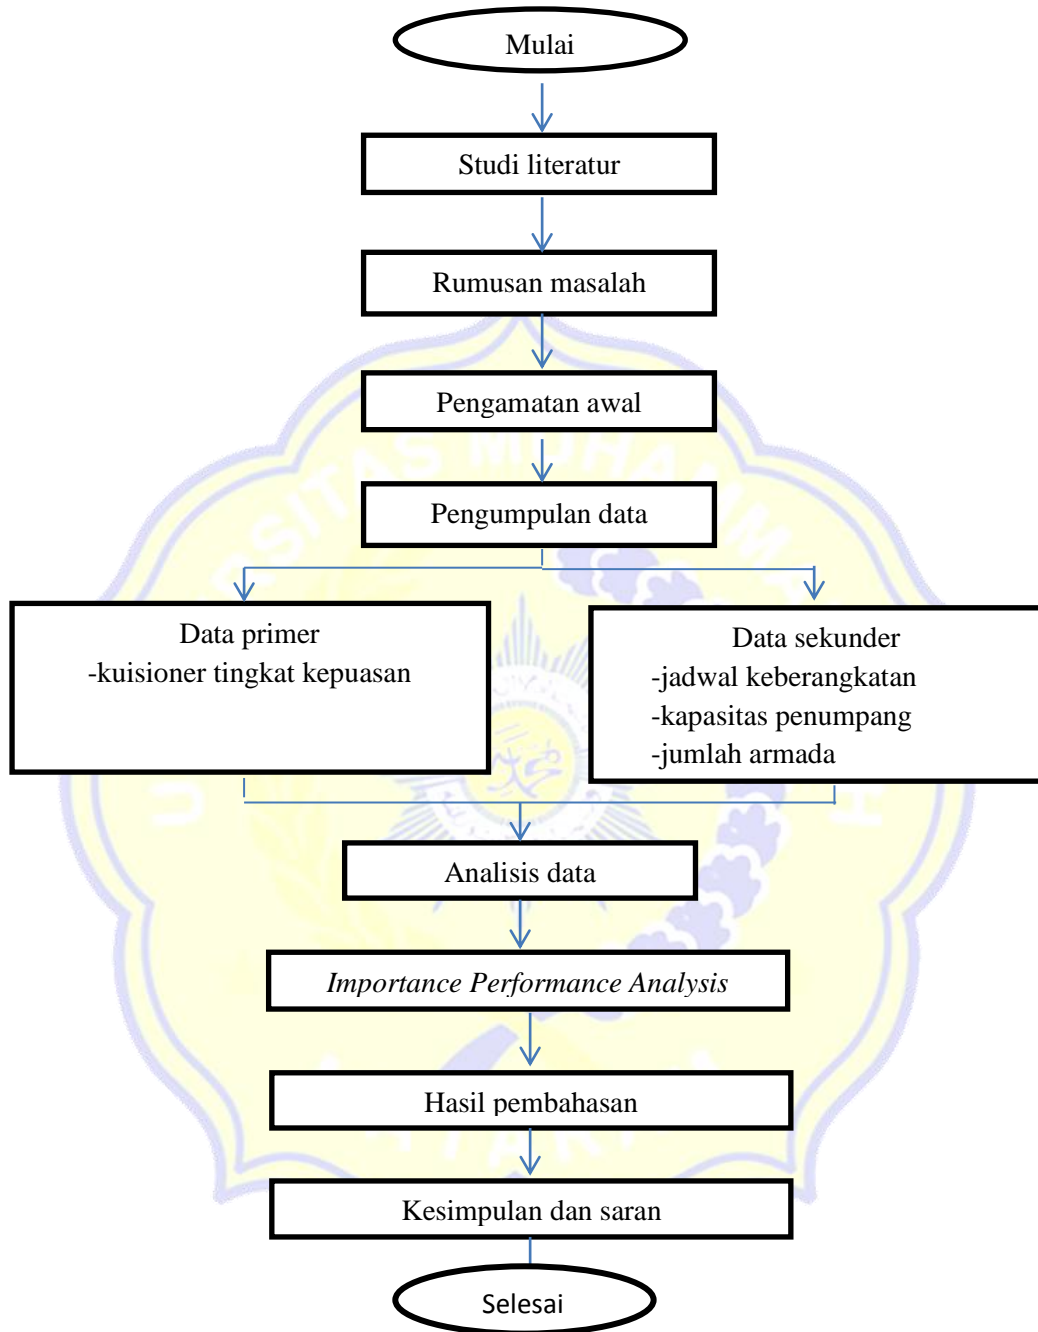 Mulai
Studi literatur
Rumusan masalah
Pengamatan awal
Pengumpulan data
Data primer
-kuisioner tingkat kepuasan
Data sekunder
-jadwal keberangkatan
-kapasitas penumpang
-jumlah armada
Analisis data
Importance Performance Analysis
Hasil pembahasan
Kesimpulan dan saran
Selesai